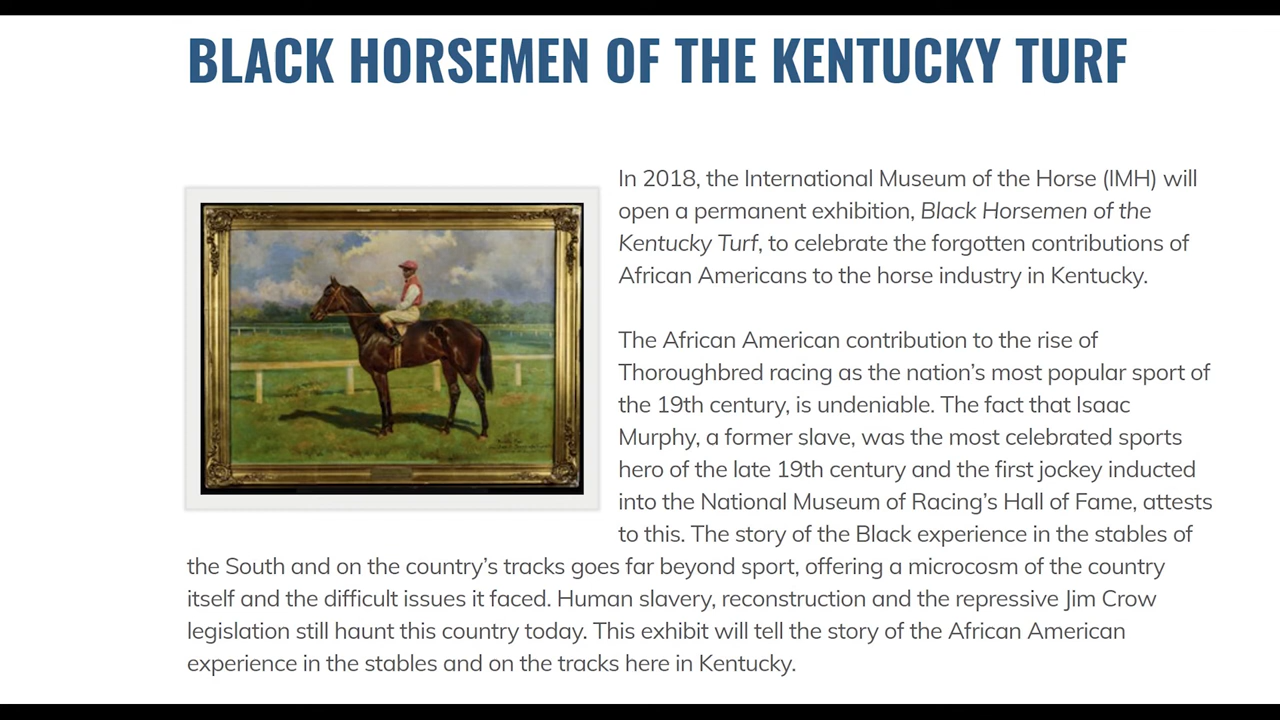 BLACK HORSEMEN OF THE KENTUCKY TURF
In 2018, the International Museum of the Horse (IMH) will
open a permanent exhibition, Black Horsemen of the
Kentucky Turf, to celebrate the forgotten contributions of
African Americans to the horse industry in Kentucky.
The African American contribution to the rise of
Thoroughbred racing as the nation’s most popular sport of
the 19th century, is undeniable. The fact that Isaac
Murphy, a former slave, was the most celebrated sports
hero of the late 19th century and the first jockey inducted
into the National Museum of Racing’s Hall of Fame, attests
to this. The story of the Black experience in the stables of
the South and on the country’s tracks goes far beyond sport, offering a microcosm of the country
itself and the difficult issues it faced. Human slavery, reconstruction and the repressive Jim Crow
legislation still haunt this country today. This exhibit will tell the story of the African American
experience in the stables and on the tracks here in Kentucky.